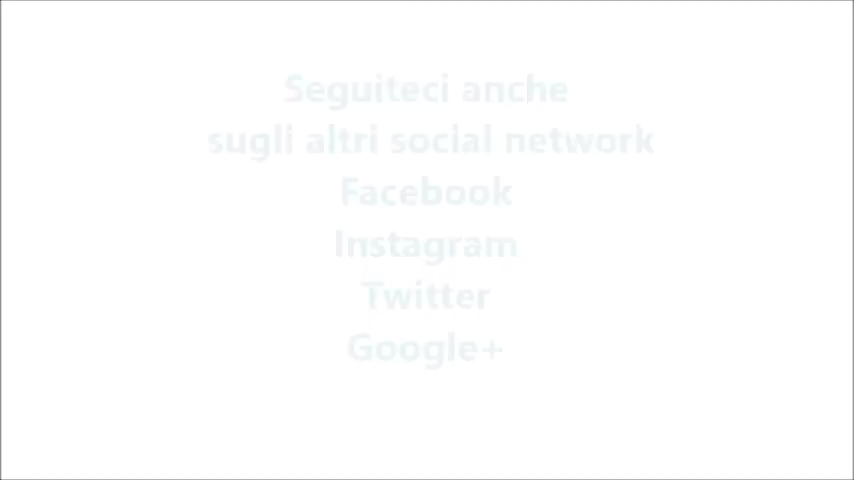 Seguiteci anche
sugli altri social network
Facebook
Instagram
Twitter
Google+